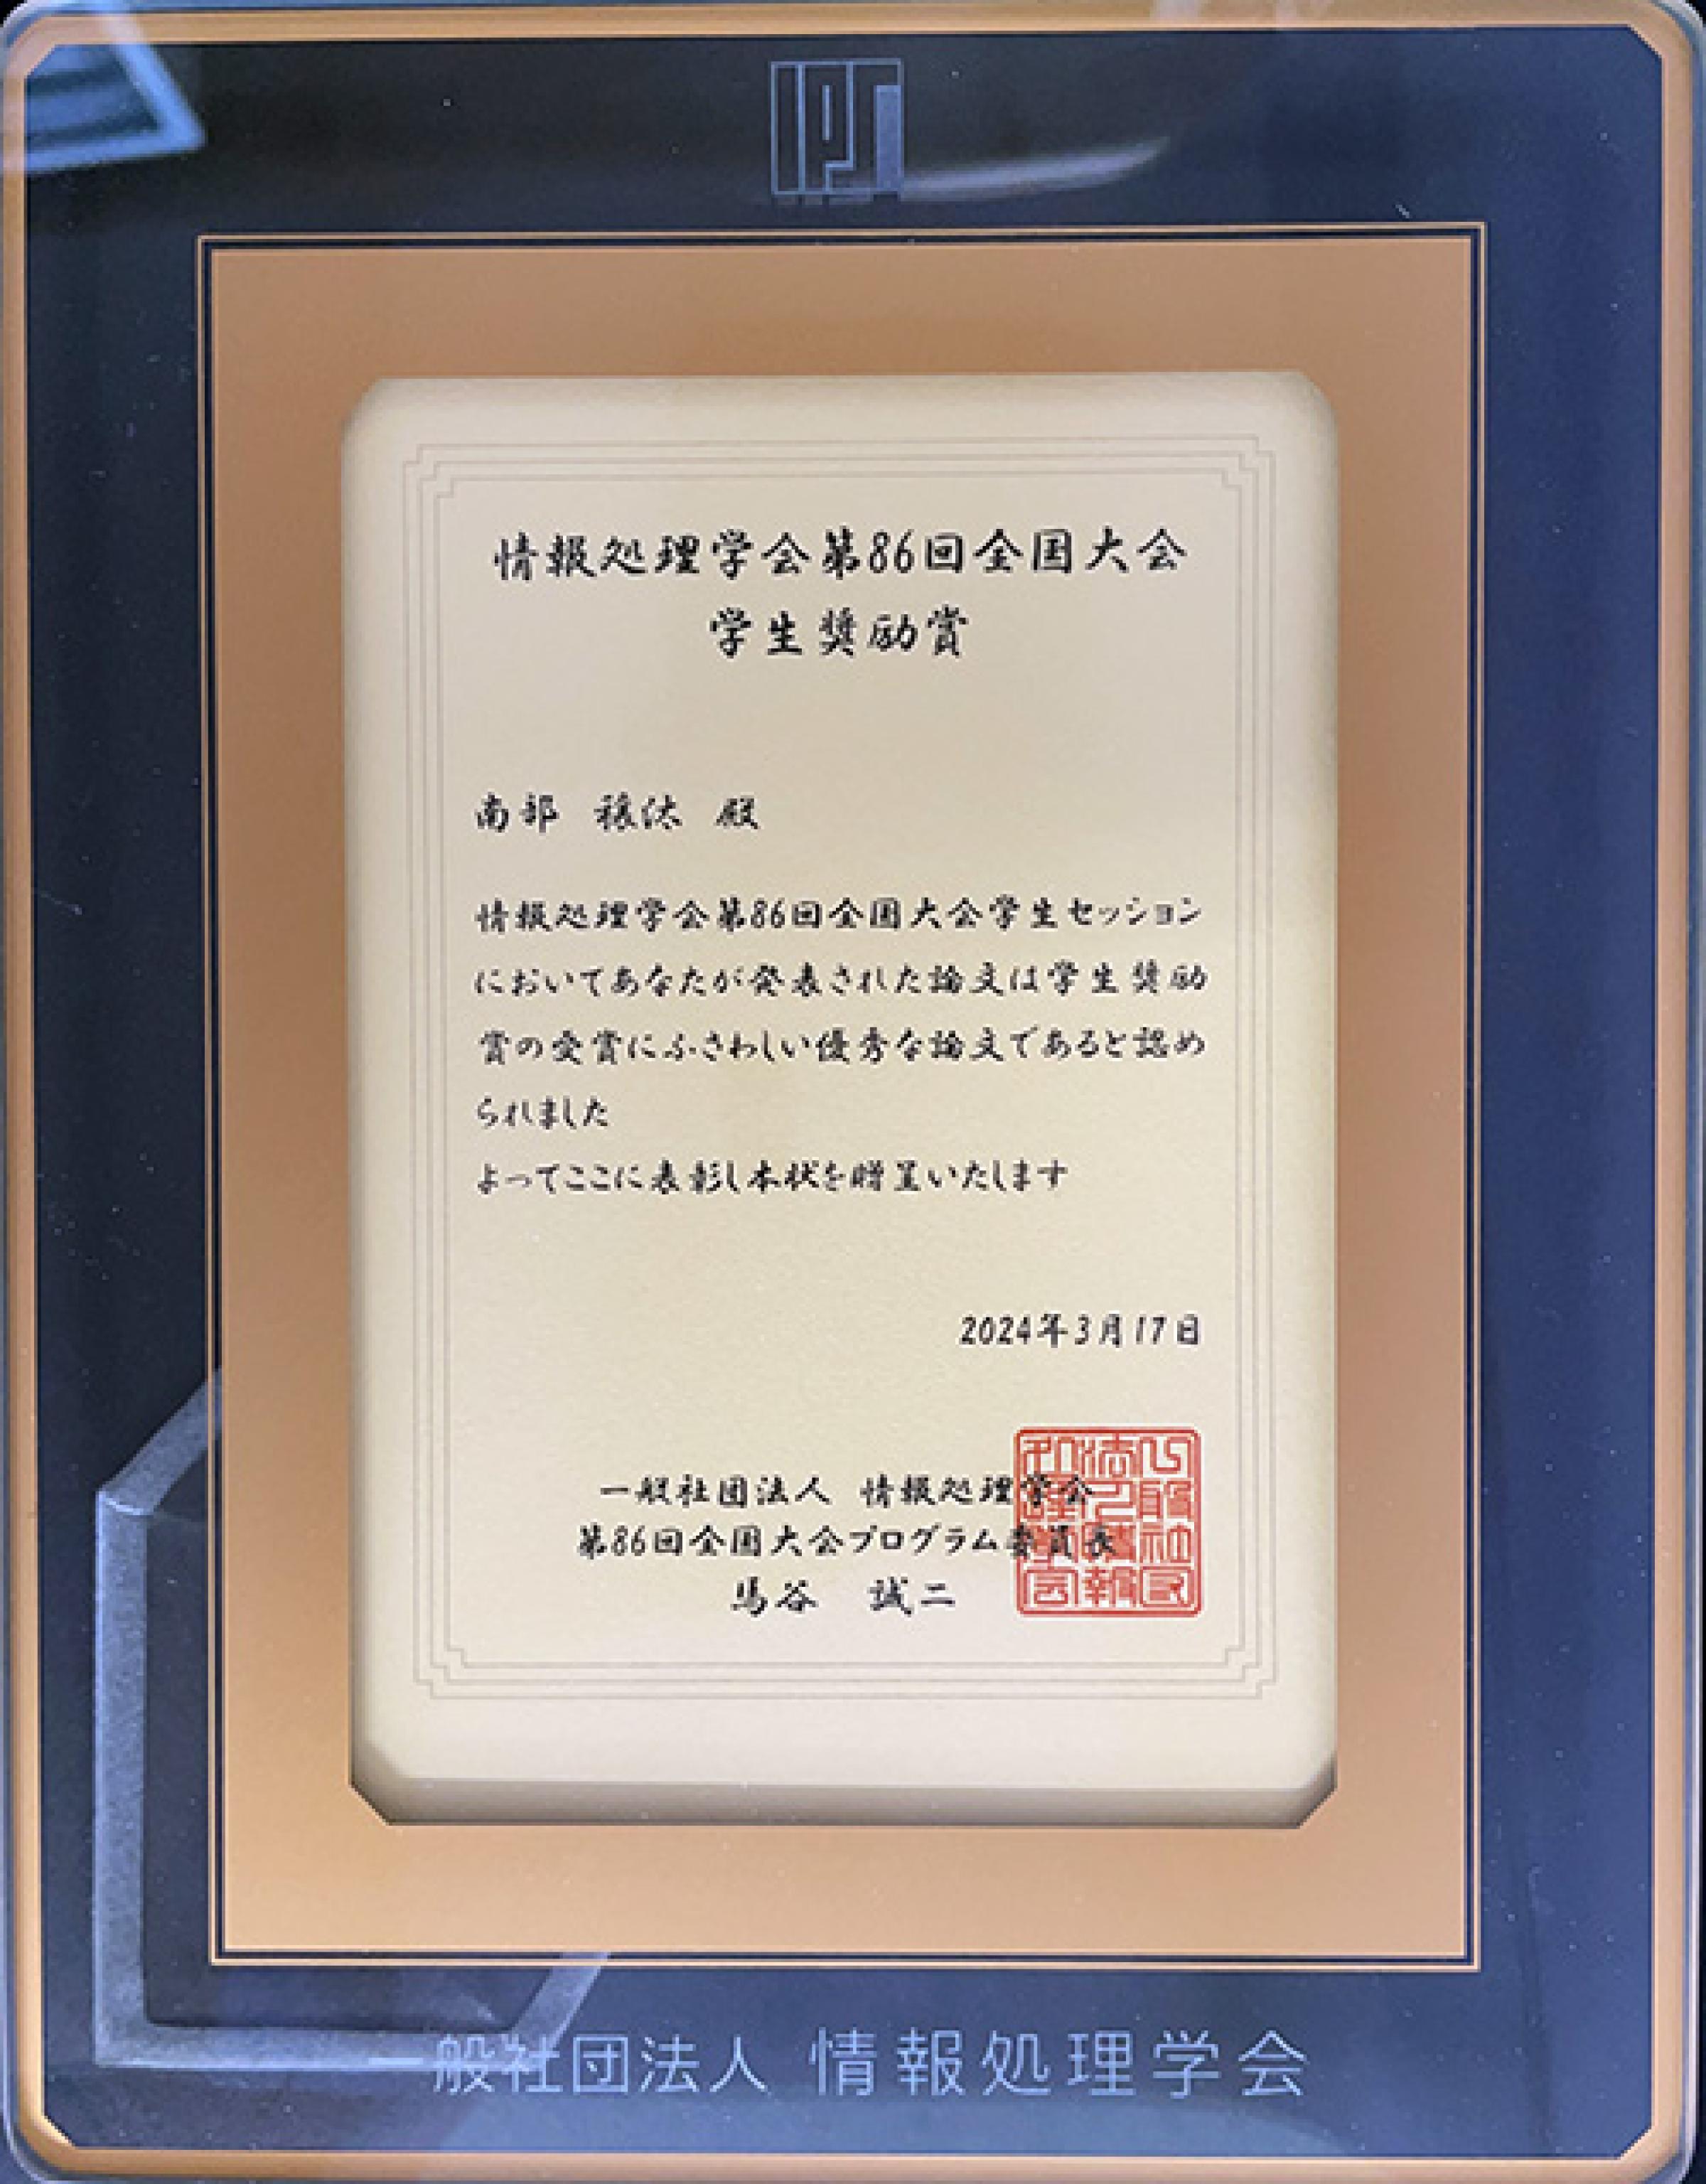 IPSJ
情報処理学会第86回全国大会
学生奨励賞
南部 穣 殿
情報処理学会第86回全国大会学生セッション
においてあなたが発表された論文は学生奨励
賞の受賞にふさわしい優秀な論文であると認め
られました
よってここに表彰し本状を贈呈いたします
2024年3月17日
一般社団法人 情報処理学会
第86回全国大会プログラム委員長
馬谷 誠二
一般社団法人 情報処理学会